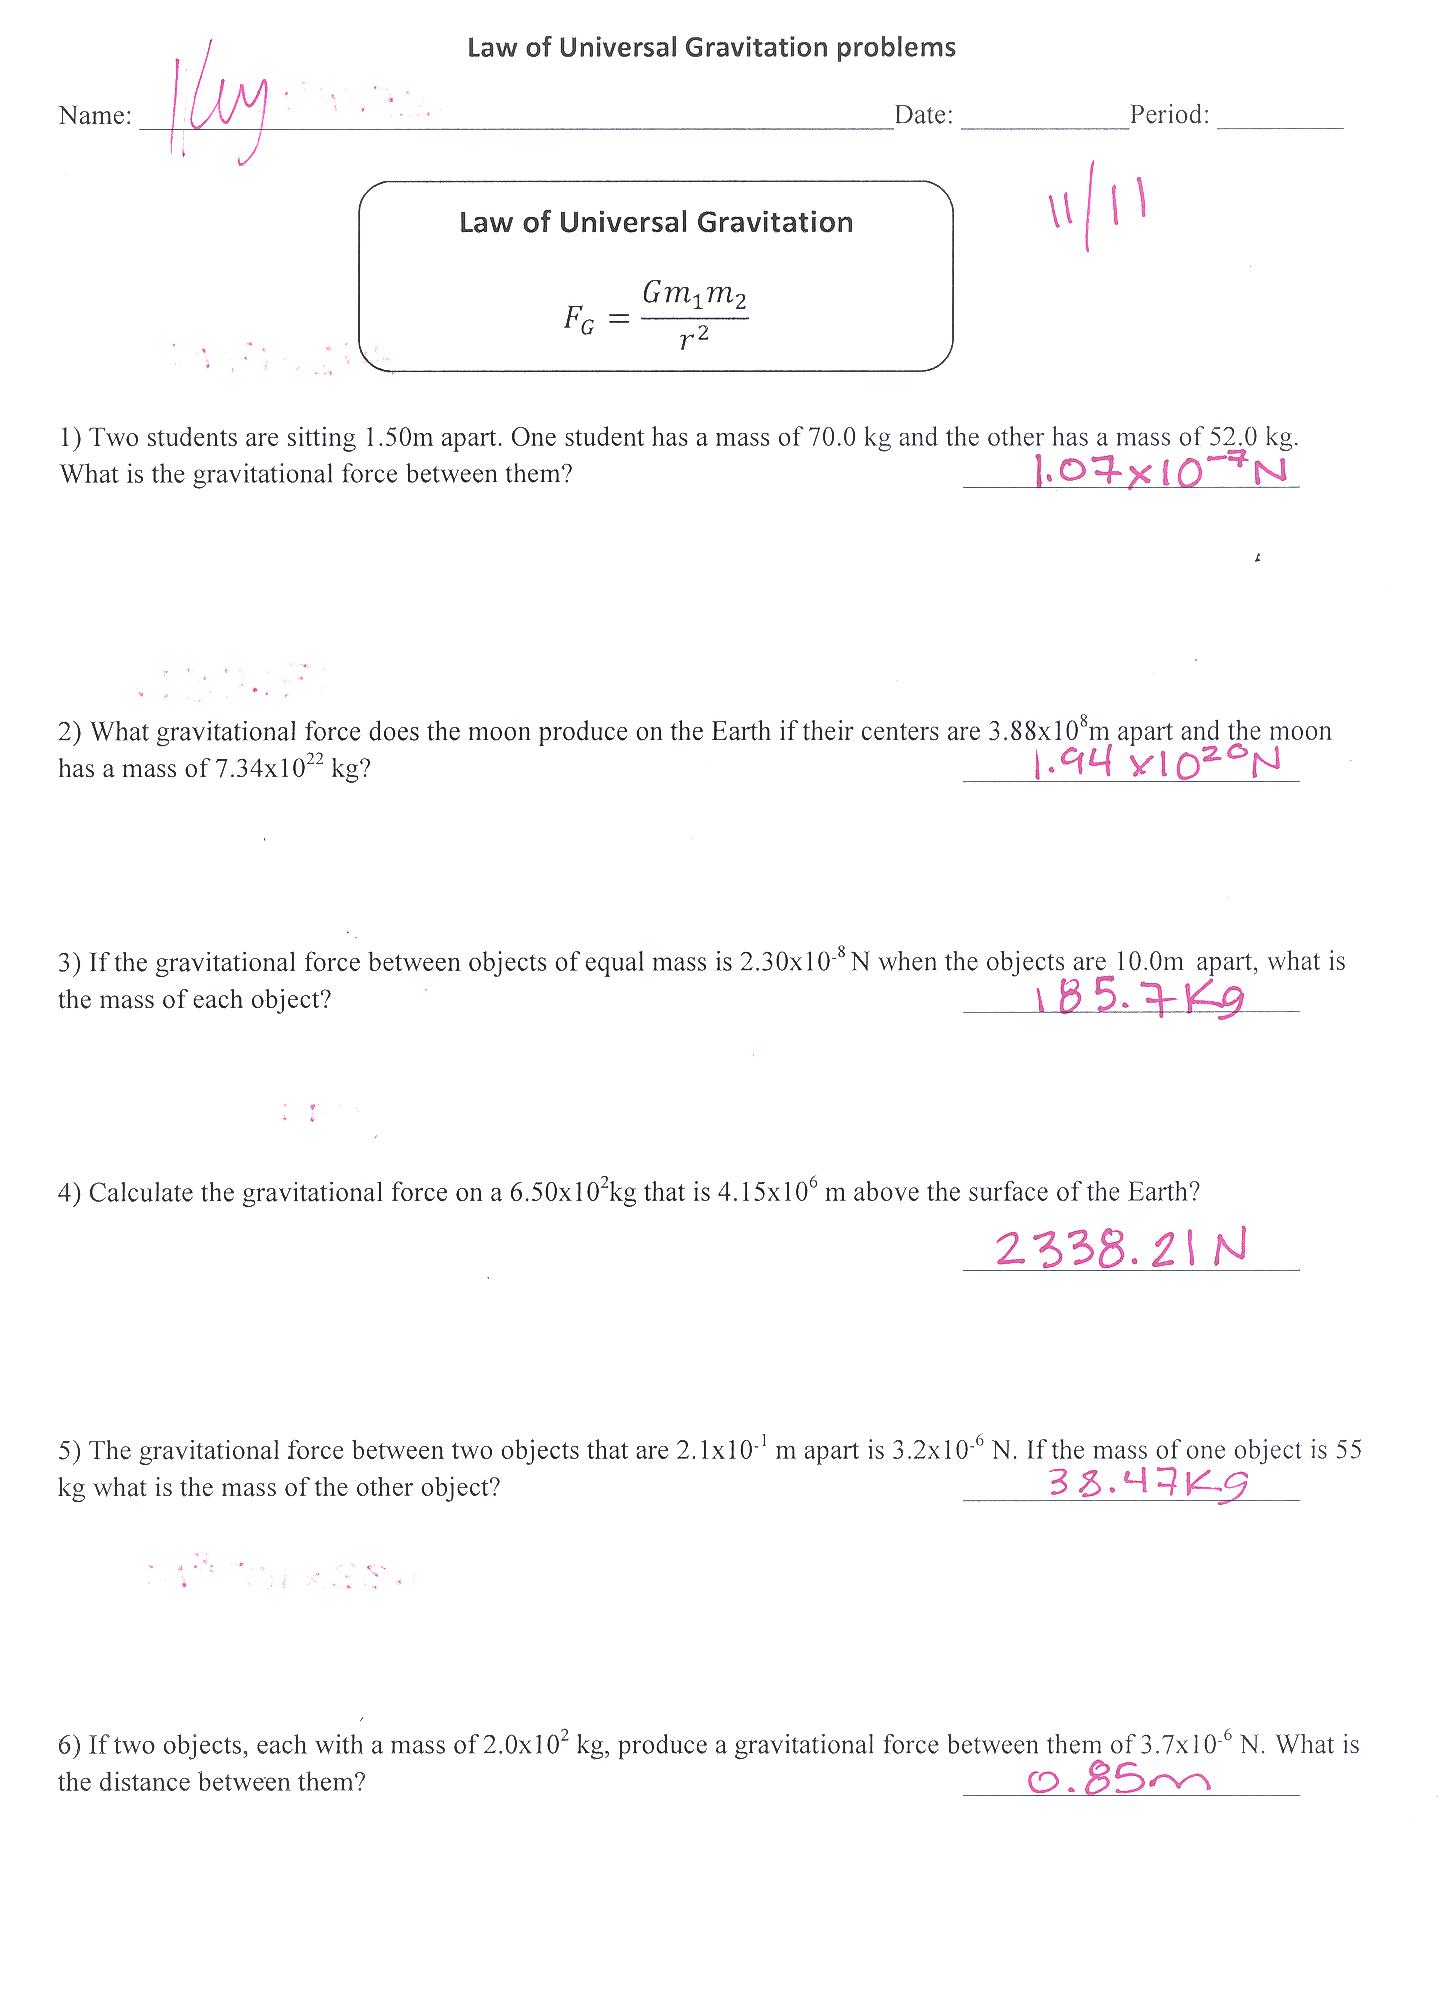 Law of Universal Gravitation problems
Name: Key Date: Period:
11/11
Law of Universal Gravitation
F_G = Gm₁m₂ / r²
1) Two students are sitting 1.50m apart. One student has a mass of 70.0 kg and the other has a mass of 52.0 kg.
What is the gravitational force between them? 1.07x10⁻⁷N
2) What gravitational force does the moon produce on the Earth if their centers are 3.88x10⁸m apart and the moon
has a mass of 7.34x10²² kg? 1.94x10²⁰N
3) If the gravitational force between objects of equal mass is 2.30x10⁻⁸ N when the objects are 10.0m apart, what is
the mass of each object? 185.7Kg
4) Calculate the gravitational force on a 6.50x10²kg that is 4.15x10⁶ m above the surface of the Earth?
2338.21N
5) The gravitational force between two objects that are 2.1x10⁻¹ m apart is 3.2x10⁻⁶ N. If the mass of one object is 55
kg what is the mass of the other object? 38.47Kg
6) If two objects, each with a mass of 2.0x10² kg, produce a gravitational force between them of 3.7x10⁻⁶ N. What is
the distance between them? 0.85m